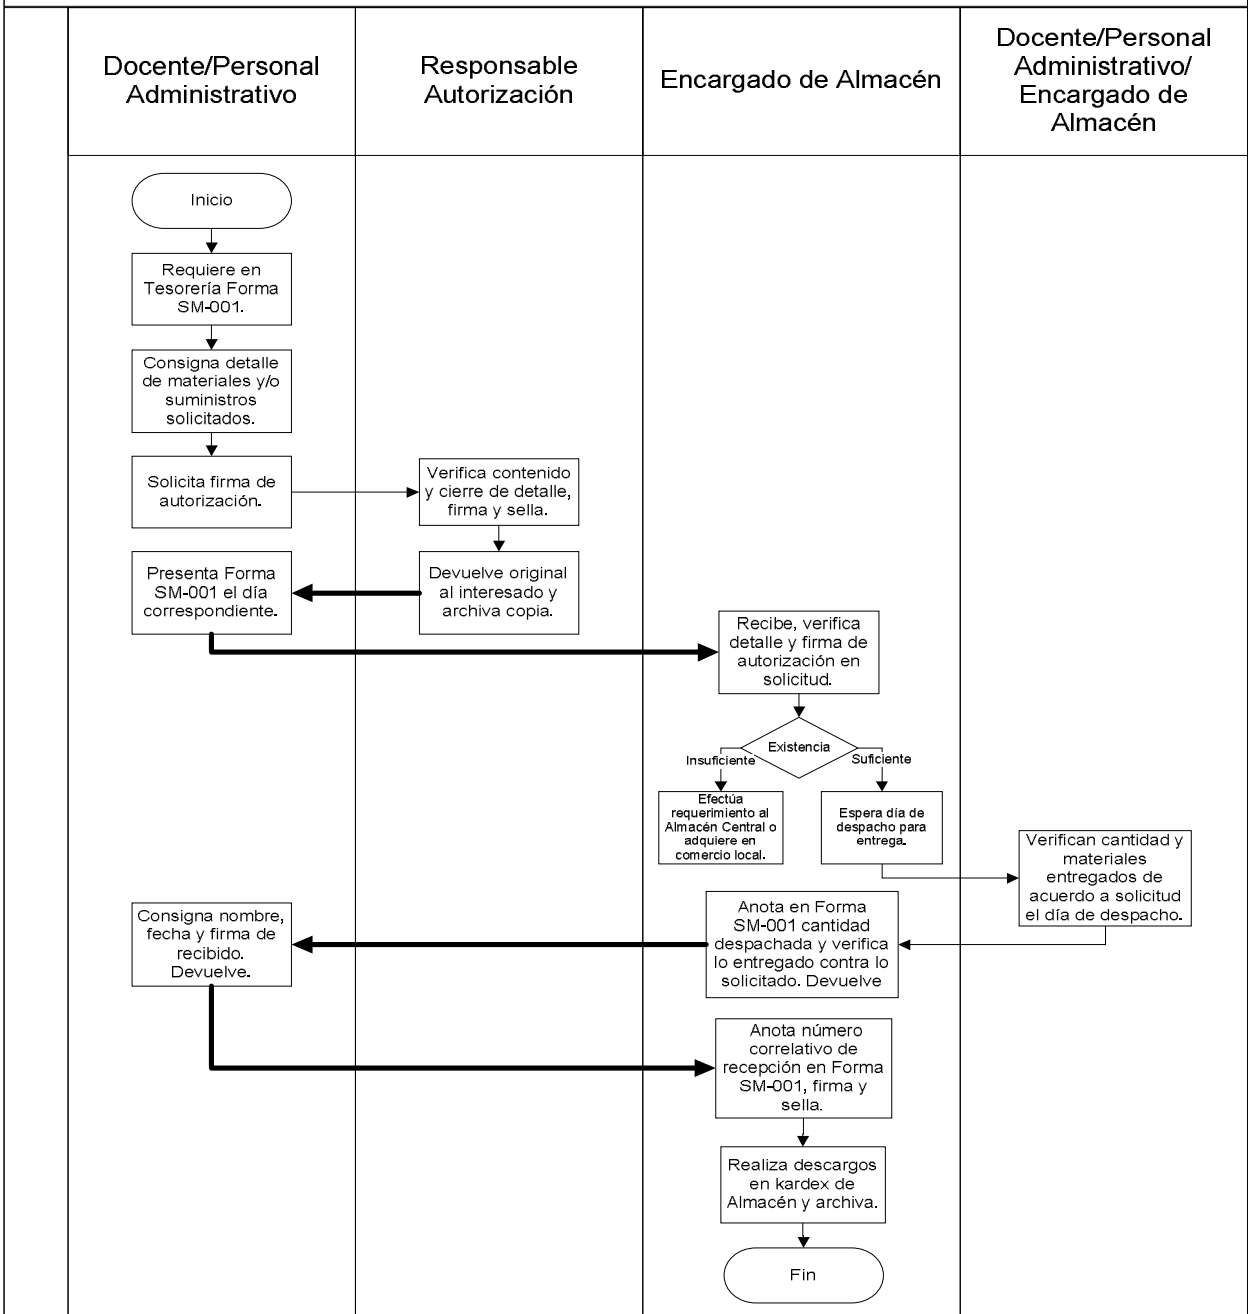 Docente/Personal
Administrativo
Responsable
Autorización
Encargado de Almacén
Docente/Personal
Administrativo/
Encargado de
Almacén
Inicio
Requiere en
Tesorería Forma
SM-001.
Consigna detalle
de materiales y/o
suministros
solicitados.
Solicita firma de
autorización.
Verifica contenido
y cierre de detalle,
firma y sella.
Devuelve original
al interesado y
archiva copia.
Presenta Forma
SM-001 el día
correspondiente.
Recibe, verifica
detalle y firma de
autorización en
solicitud.
Existencia
Insuficiente
Suficiente
Efectúa
requerimiento al
Almacén Central o
adquiere en
comercio local.
Espera día de
despacho para
entrega.
Verifican cantidad y
materiales
entregados de
acuerdo a solicitud
el día de despacho.
Anota en Forma
SM-001 cantidad
despachada y verifica
lo entregado contra lo
solicitado. Devuelve
Consigna nombre,
fecha y firma de
recibido.
Devuelve.
Anota número
correlativo de
recepción en Forma
SM-001, firma y
sella.
Realiza descargos
en kardex de
Almacén y archiva.
Fin